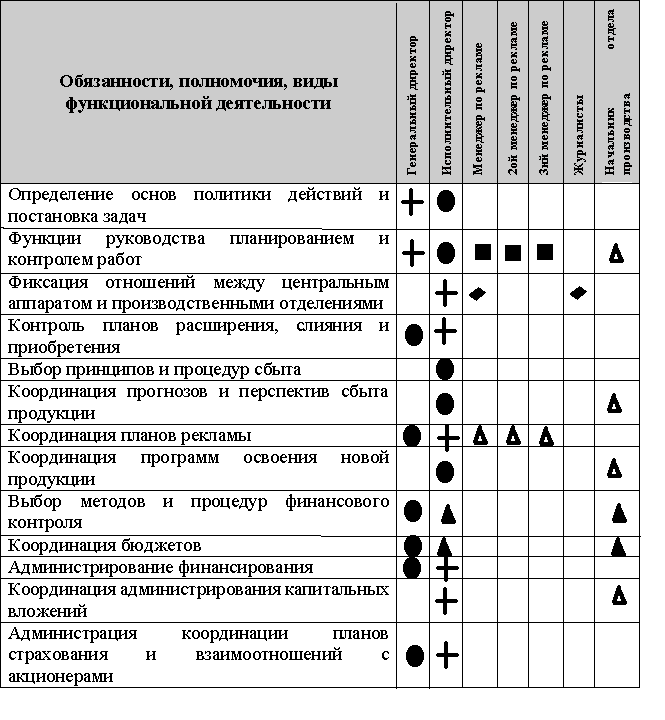 Обязанности, полномочия, виды
функциональной деятельности
Генеральный директор
Исполнительный директор
Менеджер по рекламе
2ой менеджер по рекламе
3ий менеджер по рекламе
Журналисты
Начальник отдела
производства
Определение основ политики действий и
постановка задач
Функции руководства планированием и
контролем работ
Фиксация отношений между центральным
аппаратом и производственными отделениями
Контроль планов расширения, слияния и
приобретения
Выбор принципов и процедур сбыта
Координация прогнозов и перспектив сбыта
продукции
Координация планов рекламы
Координация программ освоения новой
продукции
Выбор методов и процедур финансового
контроля
Координация бюджетов
Администрирование финансирования
Координация администрирования капитальных
вложений
Администрация координации планов
страхования и взаимоотношений с
акционерами